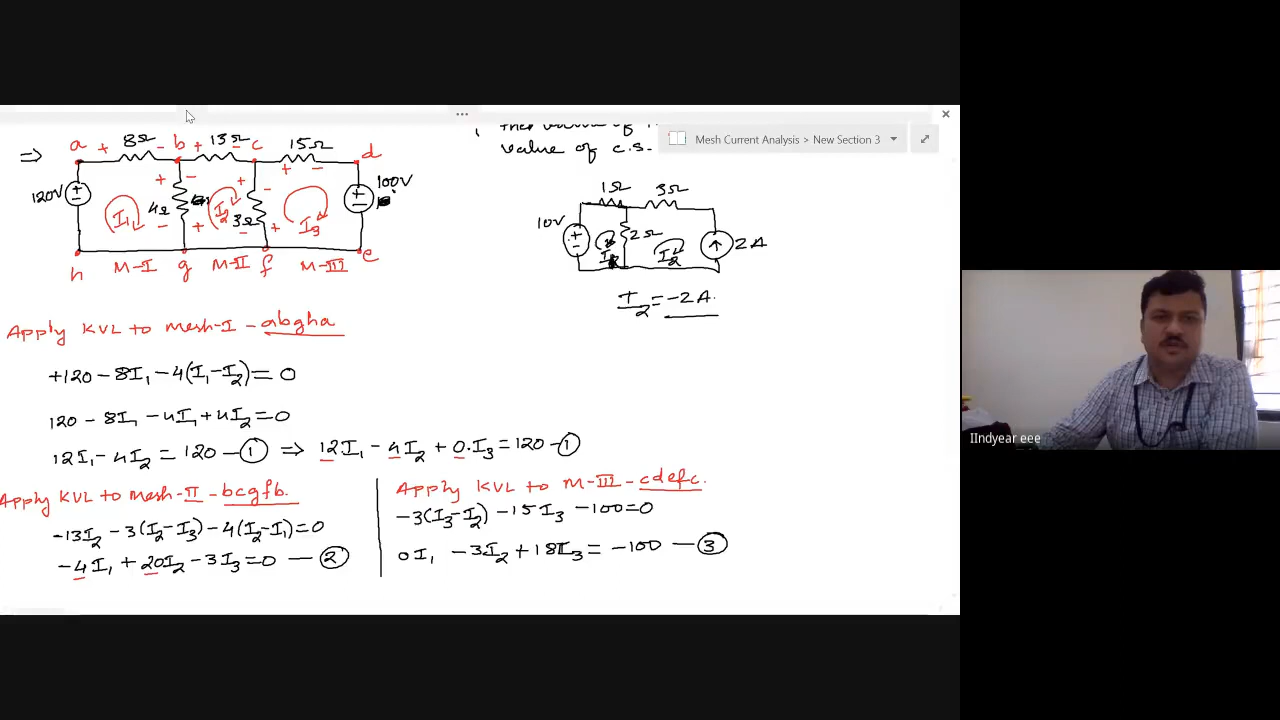 value of c.s.
Mesh Current Analysis > New Section 3
⇒ a + 8Ω - b + 13Ω - c 15Ω d
+ -
120V + - 4Ω + - I1 I2 3Ω + - I3 100V
h M-I g M-II f M-III e
1Ω 3Ω
10V + - 2Ω I2 2A
I2 = -2A.
Apply KVL to mesh-I - abgha
+120 - 8I1 - 4(I1-I2) = 0
120 - 8I1 - 4I1 + 4I2 = 0
12I1 - 4I2 = 120 - ① ⇒ 12I1 - 4I2 + 0.I3 = 120 - ①
Apply KVL to mesh-II - bcgfb.
-13I2 - 3(I2-I3) - 4(I2-I1) = 0
-4I1 + 20I2 - 3I3 = 0 — ②
Apply KVL to M-III - cdefc.
-3(I3-I2) - 15I3 - 100 = 0
0I1 - 3I2 + 18I3 = -100 — ③
IIndyear eee